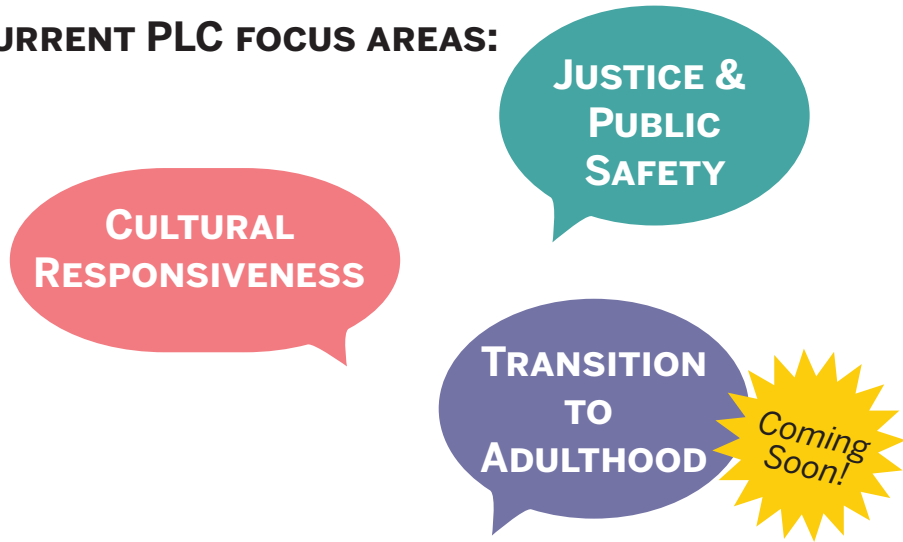 URRENT PLC FOCUS AREAS:
JUSTICE &
PUBLIC
SAFETY
CULTURAL
RESPONSIVENESS
TRANSITION
TO
ADULTHOOD
Coming
Soon!